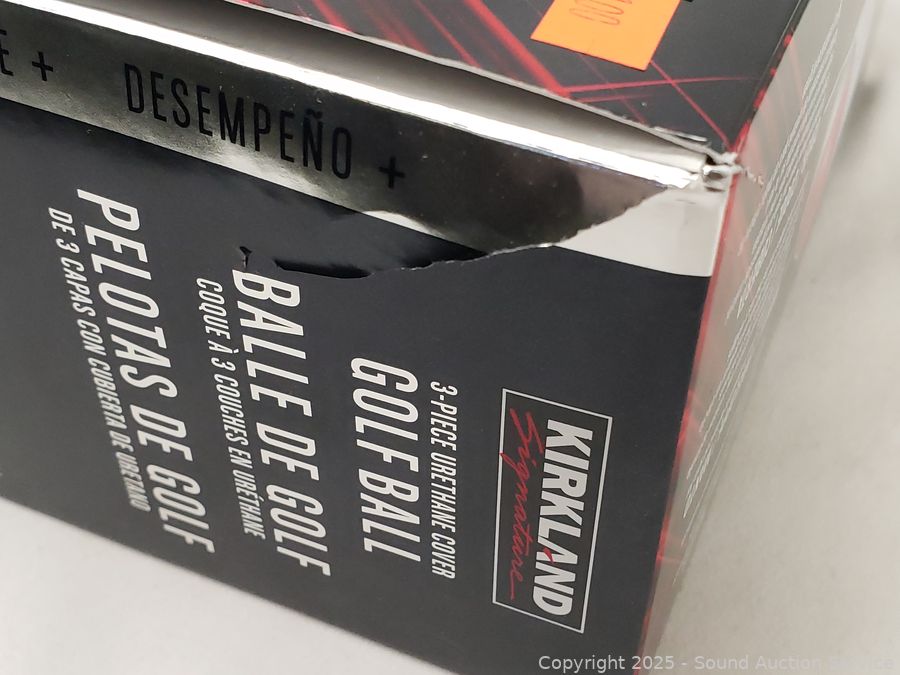 E +
DESEMPEÑO +
KIRKLAND
Signature
3-PIECE URETHANE COVER
GOLF BALL
BALLE DE GOLF
COQUE À 3 COUCHES EN URÉTHANE
PELOTAS DE GOLF
DE 3 CAPAS CON CUBIERTA DE URETANO
Copyright 2025 - Sound Auction Service